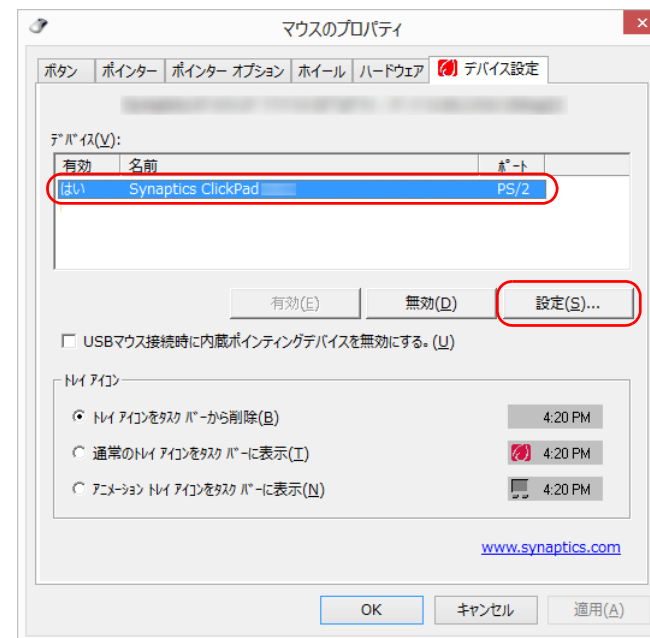 マウスのプロパティ
ボタン ポインター ポインター オプション ホイール ハードウェア デバイス設定
ﾃﾞﾊﾞｲｽ(V):
有効 名前 ﾎﾟｰﾄ
はい Synaptics ClickPad PS/2
有効(E) 無効(D) 設定(S)...
USBマウス接続時に内蔵ポインティングデバイスを無効にする。(U)
ﾄﾚｲ ｱｲｺﾝ
ﾄﾚｲ ｱｲｺﾝをﾀｽｸ ﾊﾞｰから削除(B) 4:20 PM
通常のﾄﾚｲ ｱｲｺﾝをﾀｽｸ ﾊﾞｰに表示(T) 4:20 PM
ｱﾆﾒｰｼｮﾝ ﾄﾚｲ ｱｲｺﾝをﾀｽｸ ﾊﾞｰに表示(N) 4:20 PM
www.synaptics.com
OK キャンセル 適用(A)